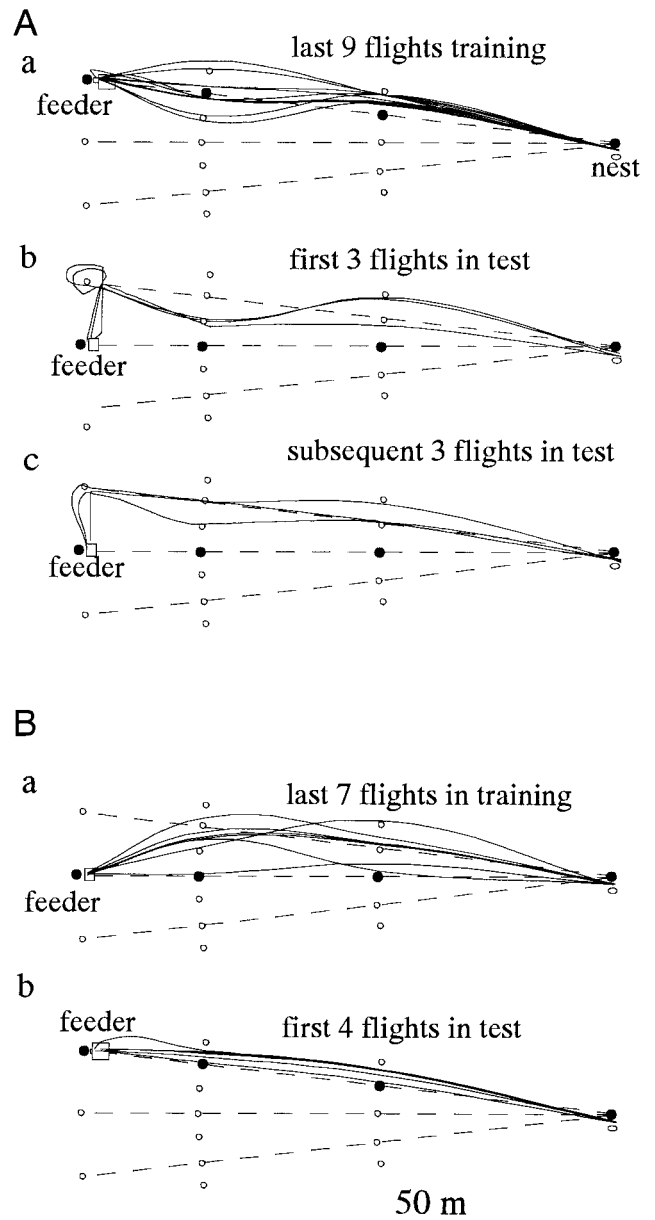 A
a
last 9 flights training
feeder
nest
b
first 3 flights in test
feeder
c
subsequent 3 flights in test
feeder
B
a
last 7 flights in training
feeder
b
feeder
first 4 flights in test
50 m